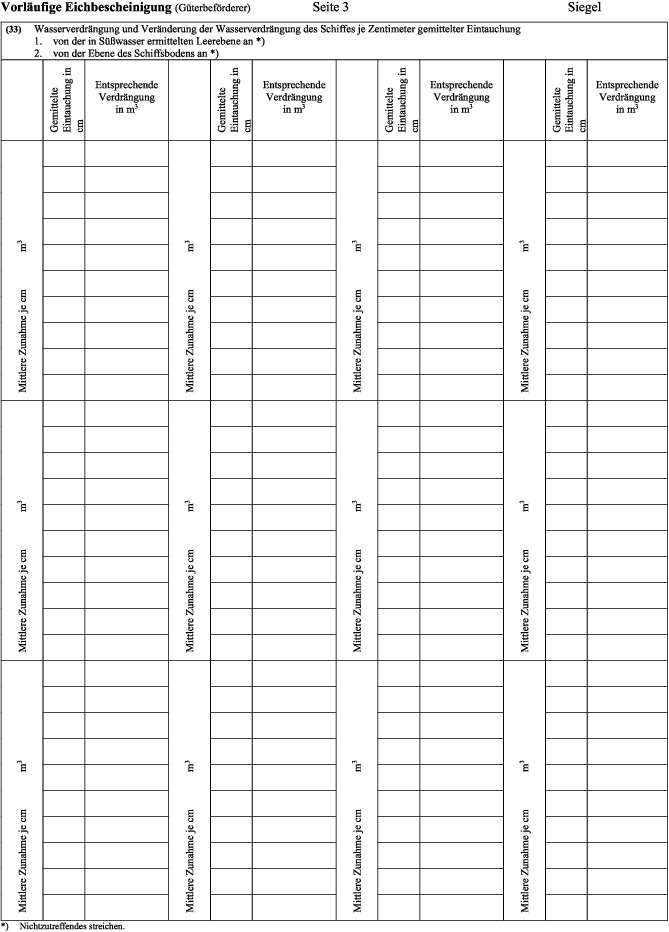 Vorläufige Eichbescheinigung (Güterbeförderer) Seite 3 Siegel
(33) Wasserverdrängung und Veränderung der Wasserverdrängung des Schiffes je Zentimeter gemittelter Eintauchung
1. von der in Süßwasser ermittelten Leerebene an *)
2. von der Ebene des Schiffsbodens an *)
Gemittelte Eintauchung in cm
Entsprechende
Verdrängung
in m³
Gemittelte Eintauchung in cm
Entsprechende
Verdrängung
in m³
Gemittelte Eintauchung in cm
Entsprechende
Verdrängung
in m³
Gemittelte Eintauchung in cm
Entsprechende
Verdrängung
in m³
Mittlere Zunahme je cm m³
Mittlere Zunahme je cm m³
Mittlere Zunahme je cm m³
Mittlere Zunahme je cm m³
Mittlere Zunahme je cm m³
Mittlere Zunahme je cm m³
Mittlere Zunahme je cm m³
Mittlere Zunahme je cm m³
Mittlere Zunahme je cm m³
Mittlere Zunahme je cm m³
Mittlere Zunahme je cm m³
Mittlere Zunahme je cm m³
*) Nichtzutreffendes streichen.